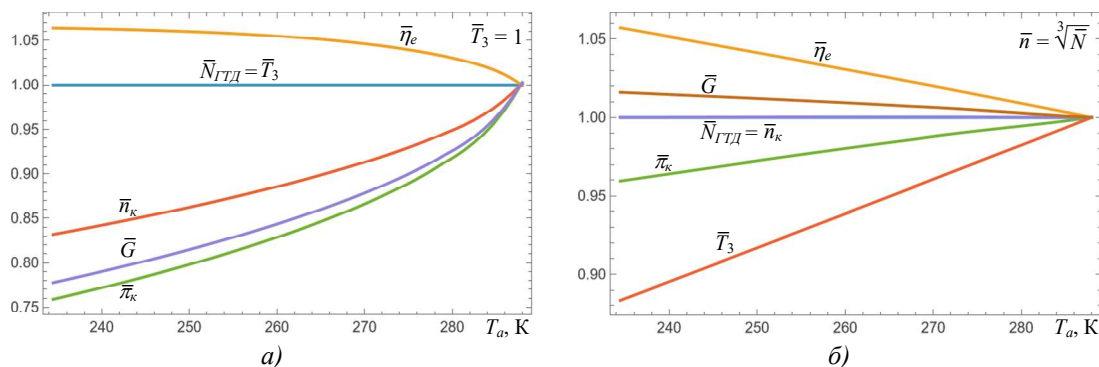 1.05
1.00
0.95
0.90
0.85
0.80
0.75
η̄e
T̄3 = 1
N̄ГТД = T̄3
n̄к
Ḡ
π̄к
240 250 260 270 280 Ta, К
а)
1.05
1.00
0.95
0.90
n̄ = ∛N̄
η̄e
Ḡ
N̄ГТД = n̄к
π̄к
T̄3
240 250 260 270 280 Ta, К
б)